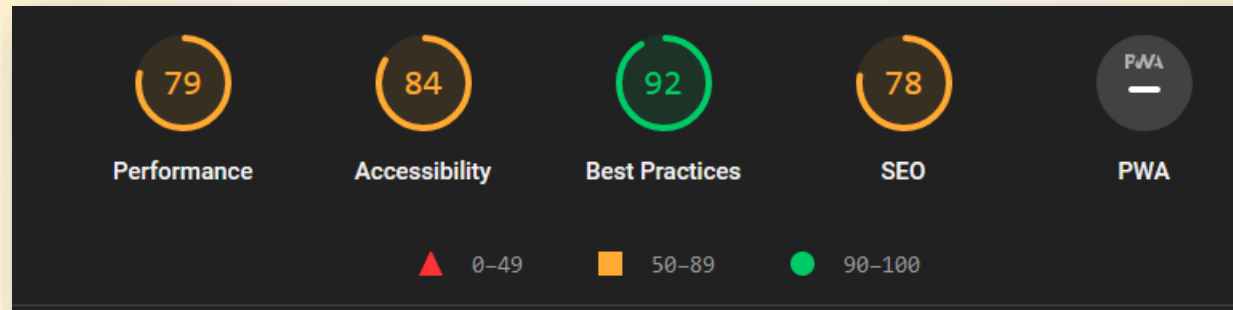 79 84 92 78 PWA
Performance Accessibility Best Practices SEO PWA
0–49 50–89 90–100